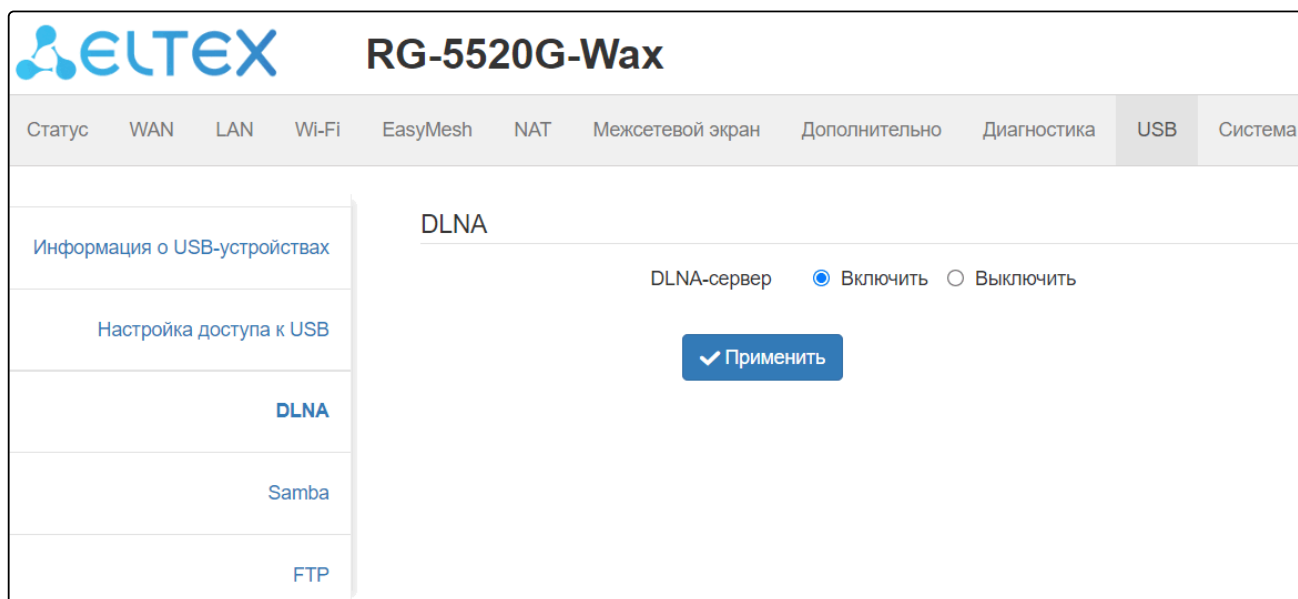 ELTEX RG-5520G-Wax
Статус WAN LAN Wi-Fi EasyMesh NAT Межсетевой экран Дополнительно Диагностика USB Система
DLNA
Информация о USB-устройствах
DLNA-сервер Включить Выключить
Настройка доступа к USB
Применить
DLNA
Samba
FTP